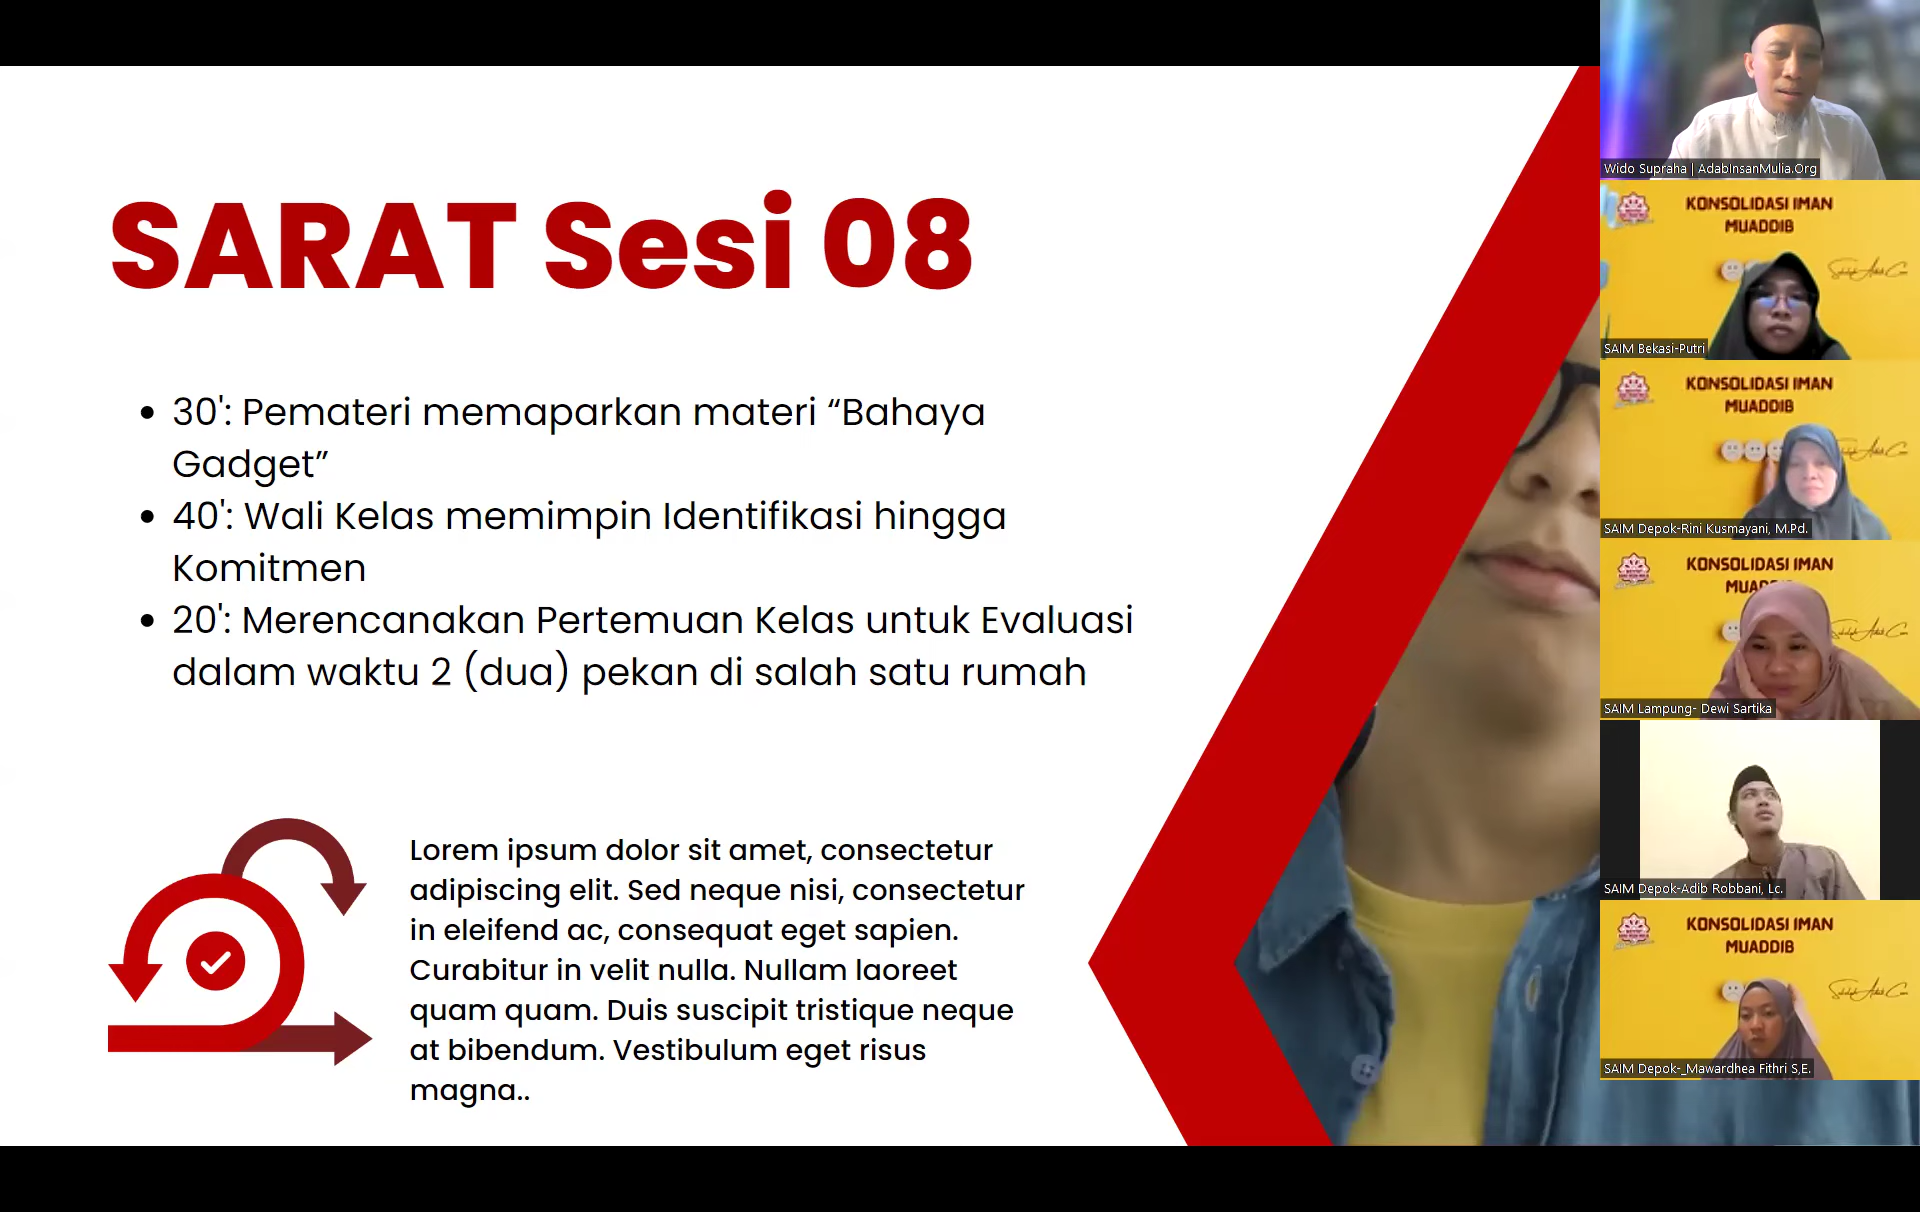 SARAT Sesi 08
• 30': Pemateri memaparkan materi “Bahaya
Gadget”
• 40': Wali Kelas memimpin Identifikasi hingga
Komitmen
• 20': Merencanakan Pertemuan Kelas untuk Evaluasi
dalam waktu 2 (dua) pekan di salah satu rumah
Lorem ipsum dolor sit amet, consectetur
adipiscing elit. Sed neque nisi, consectetur
in eleifend ac, consequat eget sapien.
Curabitur in velit nulla. Nullam laoreet
quam quam. Duis suscipit tristique neque
at bibendum. Vestibulum eget risus
magna..
Wido Supraha | AdabInsanMulia.Org
KONSOLIDASI IMAN
MUADDIB
SAIM Bekasi-Putri
KONSOLIDASI IMAN
MUADDIB
SAIM Depok-Rini Kusmayani, M.Pd.
KONSOLIDASI IMAN
SAIM Lampung- Dewi Sartika
SAIM Depok-Adib Robbani, Lc.
KONSOLIDASI IMAN
MUADDIB
SAIM Depok-_Mawardhea Fithri S,E.